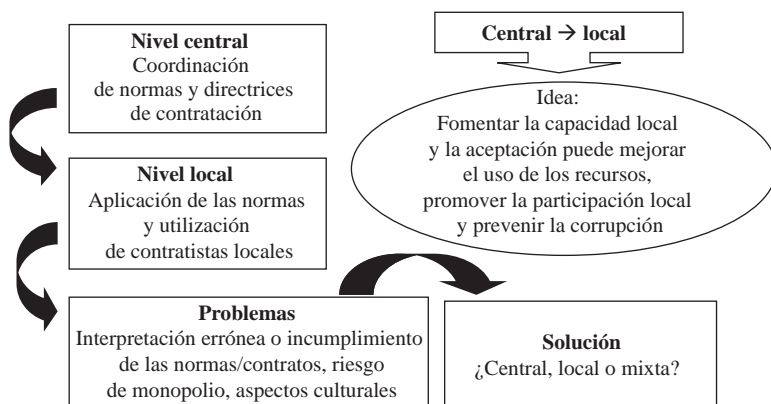 Nivel central
Coordinación
de normas y directrices
de contratación
Nivel local
Aplicación de las normas
y utilización
de contratistas locales
Problemas
Interpretación errónea o incumplimiento
de las normas/contratos, riesgo
de monopolio, aspectos culturales
Central → local
Idea:
Fomentar la capacidad local
y la aceptación puede mejorar
el uso de los recursos,
promover la participación local
y prevenir la corrupción
Solución
¿Central, local o mixta?